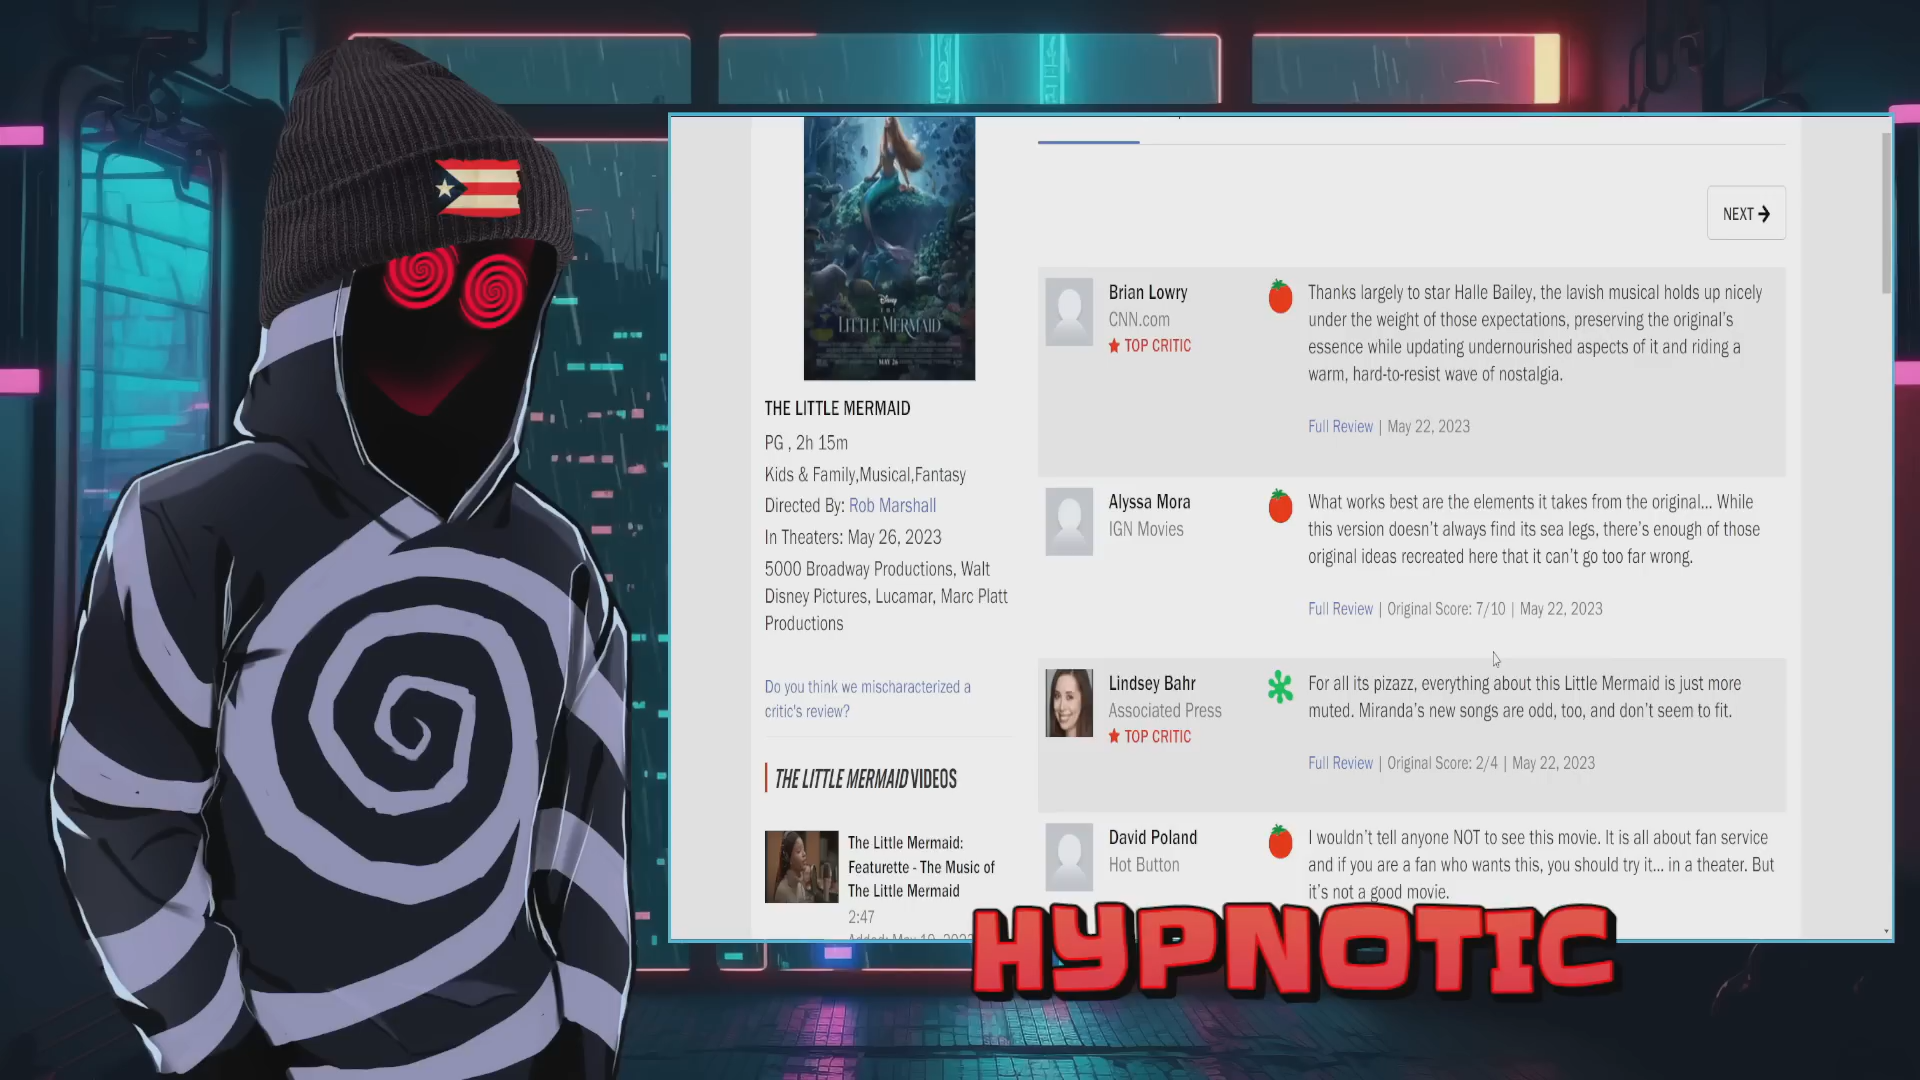 Disney
THE
LITTLE MERMAID
MAY 26
THE LITTLE MERMAID
PG , 2h 15m
Kids & Family,Musical,Fantasy
Directed By: Rob Marshall
In Theaters: May 26, 2023
5000 Broadway Productions, Walt
Disney Pictures, Lucamar, Marc Platt
Productions
Do you think we mischaracterized a
critic's review?
THE LITTLE MERMAID VIDEOS
The Little Mermaid:
Featurette - The Music of
The Little Mermaid
2:47
NEXT
Brian Lowry
CNN.com
TOP CRITIC
Thanks largely to star Halle Bailey, the lavish musical holds up nicely
under the weight of those expectations, preserving the original's
essence while updating undernourished aspects of it and riding a
warm, hard-to-resist wave of nostalgia.
Full Review | May 22, 2023
Alyssa Mora
IGN Movies
What works best are the elements it takes from the original... While
this version doesn't always find its sea legs, there's enough of those
original ideas recreated here that it can't go too far wrong.
Full Review | Original Score: 7/10 | May 22, 2023
Lindsey Bahr
Associated Press
TOP CRITIC
For all its pizazz, everything about this Little Mermaid is just more
muted. Miranda's new songs are odd, too, and don't seem to fit.
Full Review | Original Score: 2/4 | May 22, 2023
David Poland
Hot Button
I wouldn't tell anyone NOT to see this movie. It is all about fan service
and if you are a fan who wants this, you should try it... in a theater. But
it's not a good movie.
HYPNOTIC